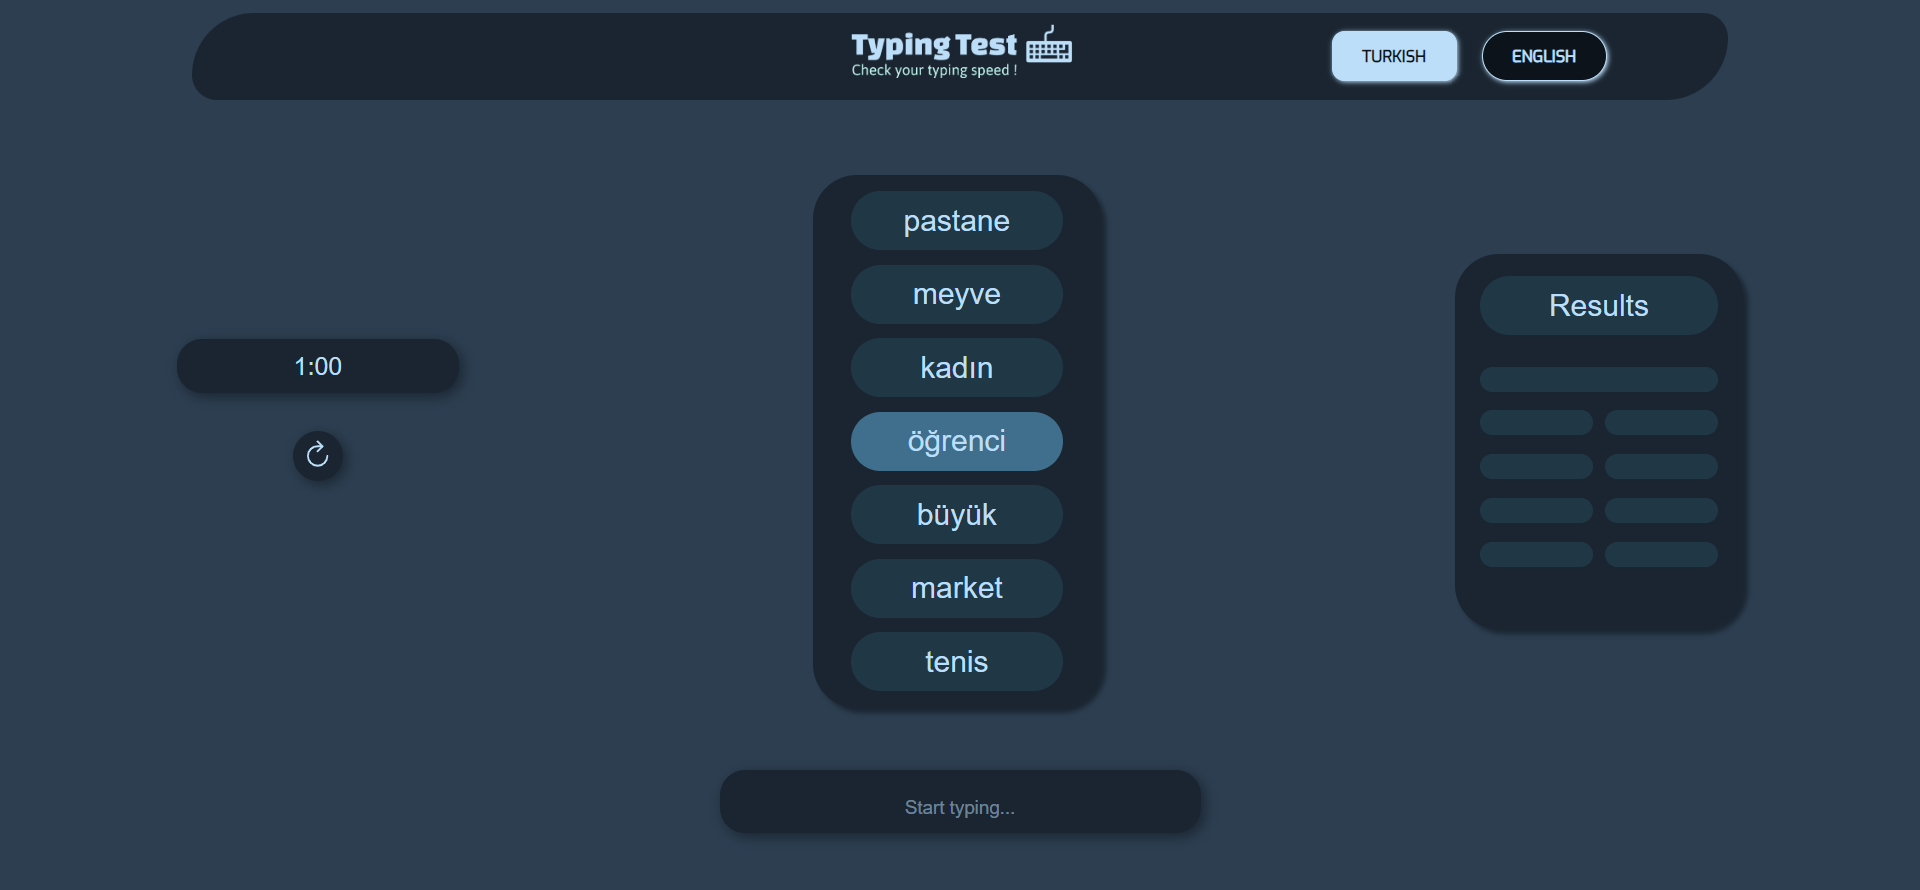 Typing Test
Check your typing speed !
TURKISH
ENGLISH
pastane
meyve
kadın
öğrenci
büyük
market
tenis
1:00
Results
Start typing...